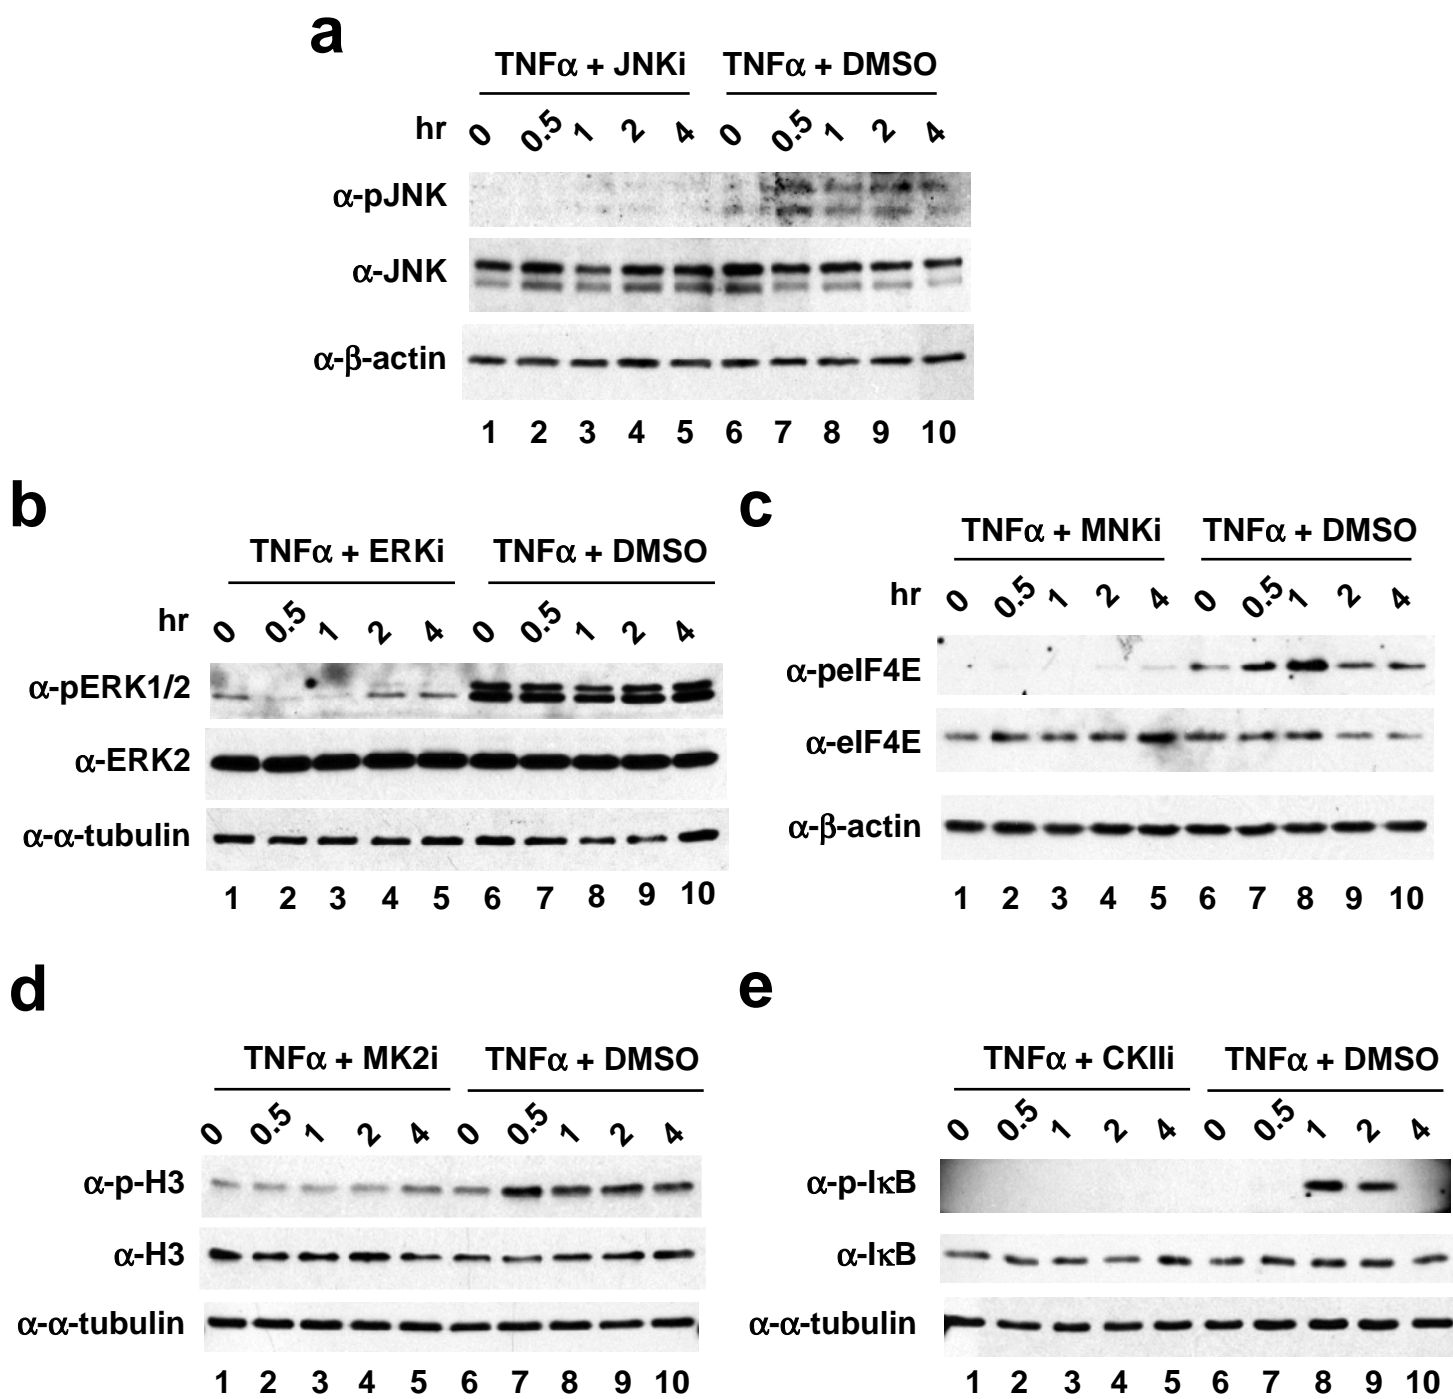 a
TNFα + JNKi TNFα + DMSO
hr 0 0.5 1 2 4 0 0.5 1 2 4
α-pJNK
α-JNK
α-β-actin
1 2 3 4 5 6 7 8 9 10
b
TNFα + ERKi TNFα + DMSO
hr 0 0.5 1 2 4 0 0.5 1 2 4
α-pERK1/2
α-ERK2
α-α-tubulin
1 2 3 4 5 6 7 8 9 10
c
TNFα + MNKi TNFα + DMSO
hr 0 0.5 1 2 4 0 0.5 1 2 4
α-peIF4E
α-eIF4E
α-β-actin
1 2 3 4 5 6 7 8 9 10
d
TNFα + MK2i TNFα + DMSO
0 0.5 1 2 4 0 0.5 1 2 4
α-p-H3
α-H3
α-α-tubulin
1 2 3 4 5 6 7 8 9 10
e
TNFα + CKIIi TNFα + DMSO
0 0.5 1 2 4 0 0.5 1 2 4
α-p-IκB
α-IκB
α-α-tubulin
1 2 3 4 5 6 7 8 9 10